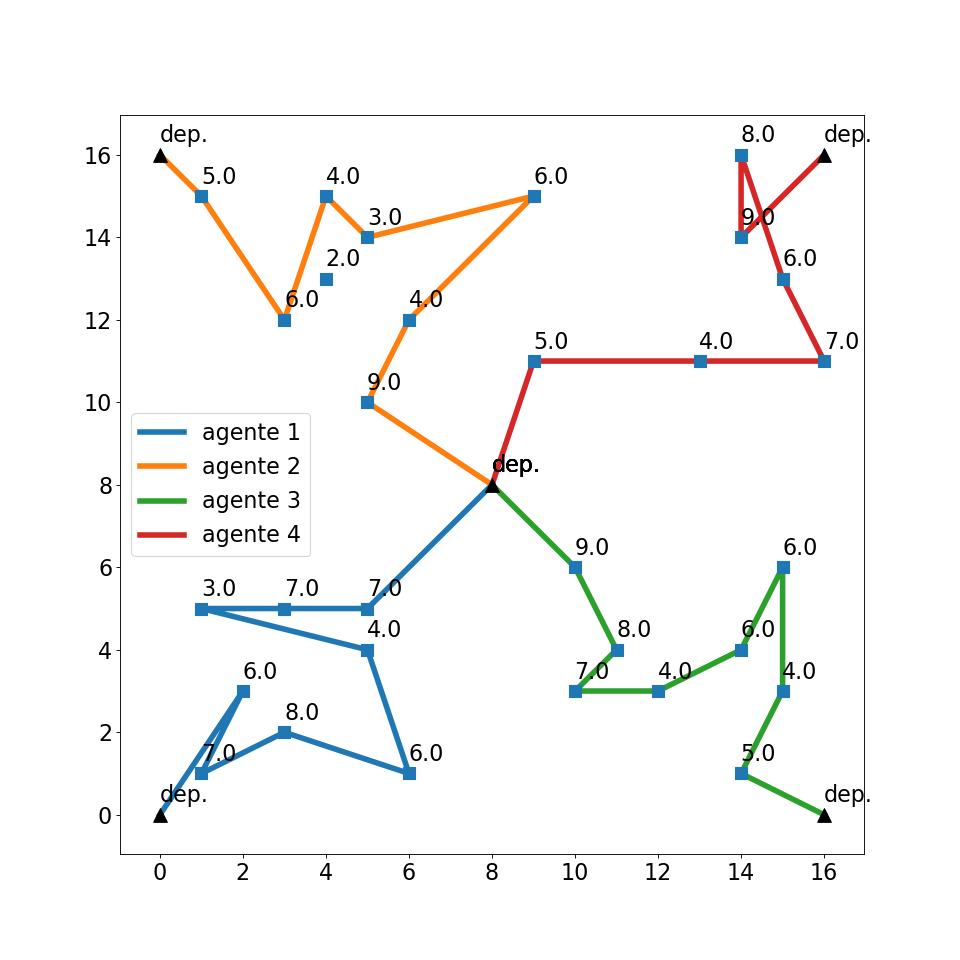 dep. 8.0 dep.
16
5.0 4.0 6.0
3.0 9.0
14
2.0 6.0
6.0 4.0
12
5.0 4.0 7.0
9.0
10
agente 1
agente 2
agente 3
agente 4
dep.
8
9.0 6.0
6
3.0 7.0 7.0
4.0 8.0 6.0
4
6.0 7.0 4.0 4.0
8.0
2
7.0 6.0 5.0
dep. dep.
0
0 2 4 6 8 10 12 14 16